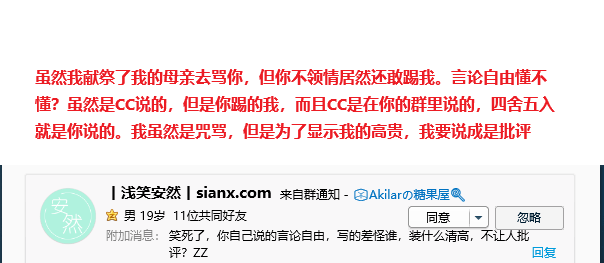 虽然我献祭了我的母亲去骂你，但你不领情居然还敢踢我。言论自由懂不
懂？虽然是CC说的，但是你踢的我，而且CC是在你的群里说的，四舍五入
就是你说的。我虽然是咒骂，但是为了显示我的高贵，我要说成是批评
安然
丨浅笑安然丨sianx.com 来自群通知 - Akilarの糖果屋
男 19岁 11位共同好友
同意 忽略
附加消息： 笑死了，你自己说的言论自由，写的差怪谁，装什么清高，不让人批
评？ZZ
回复